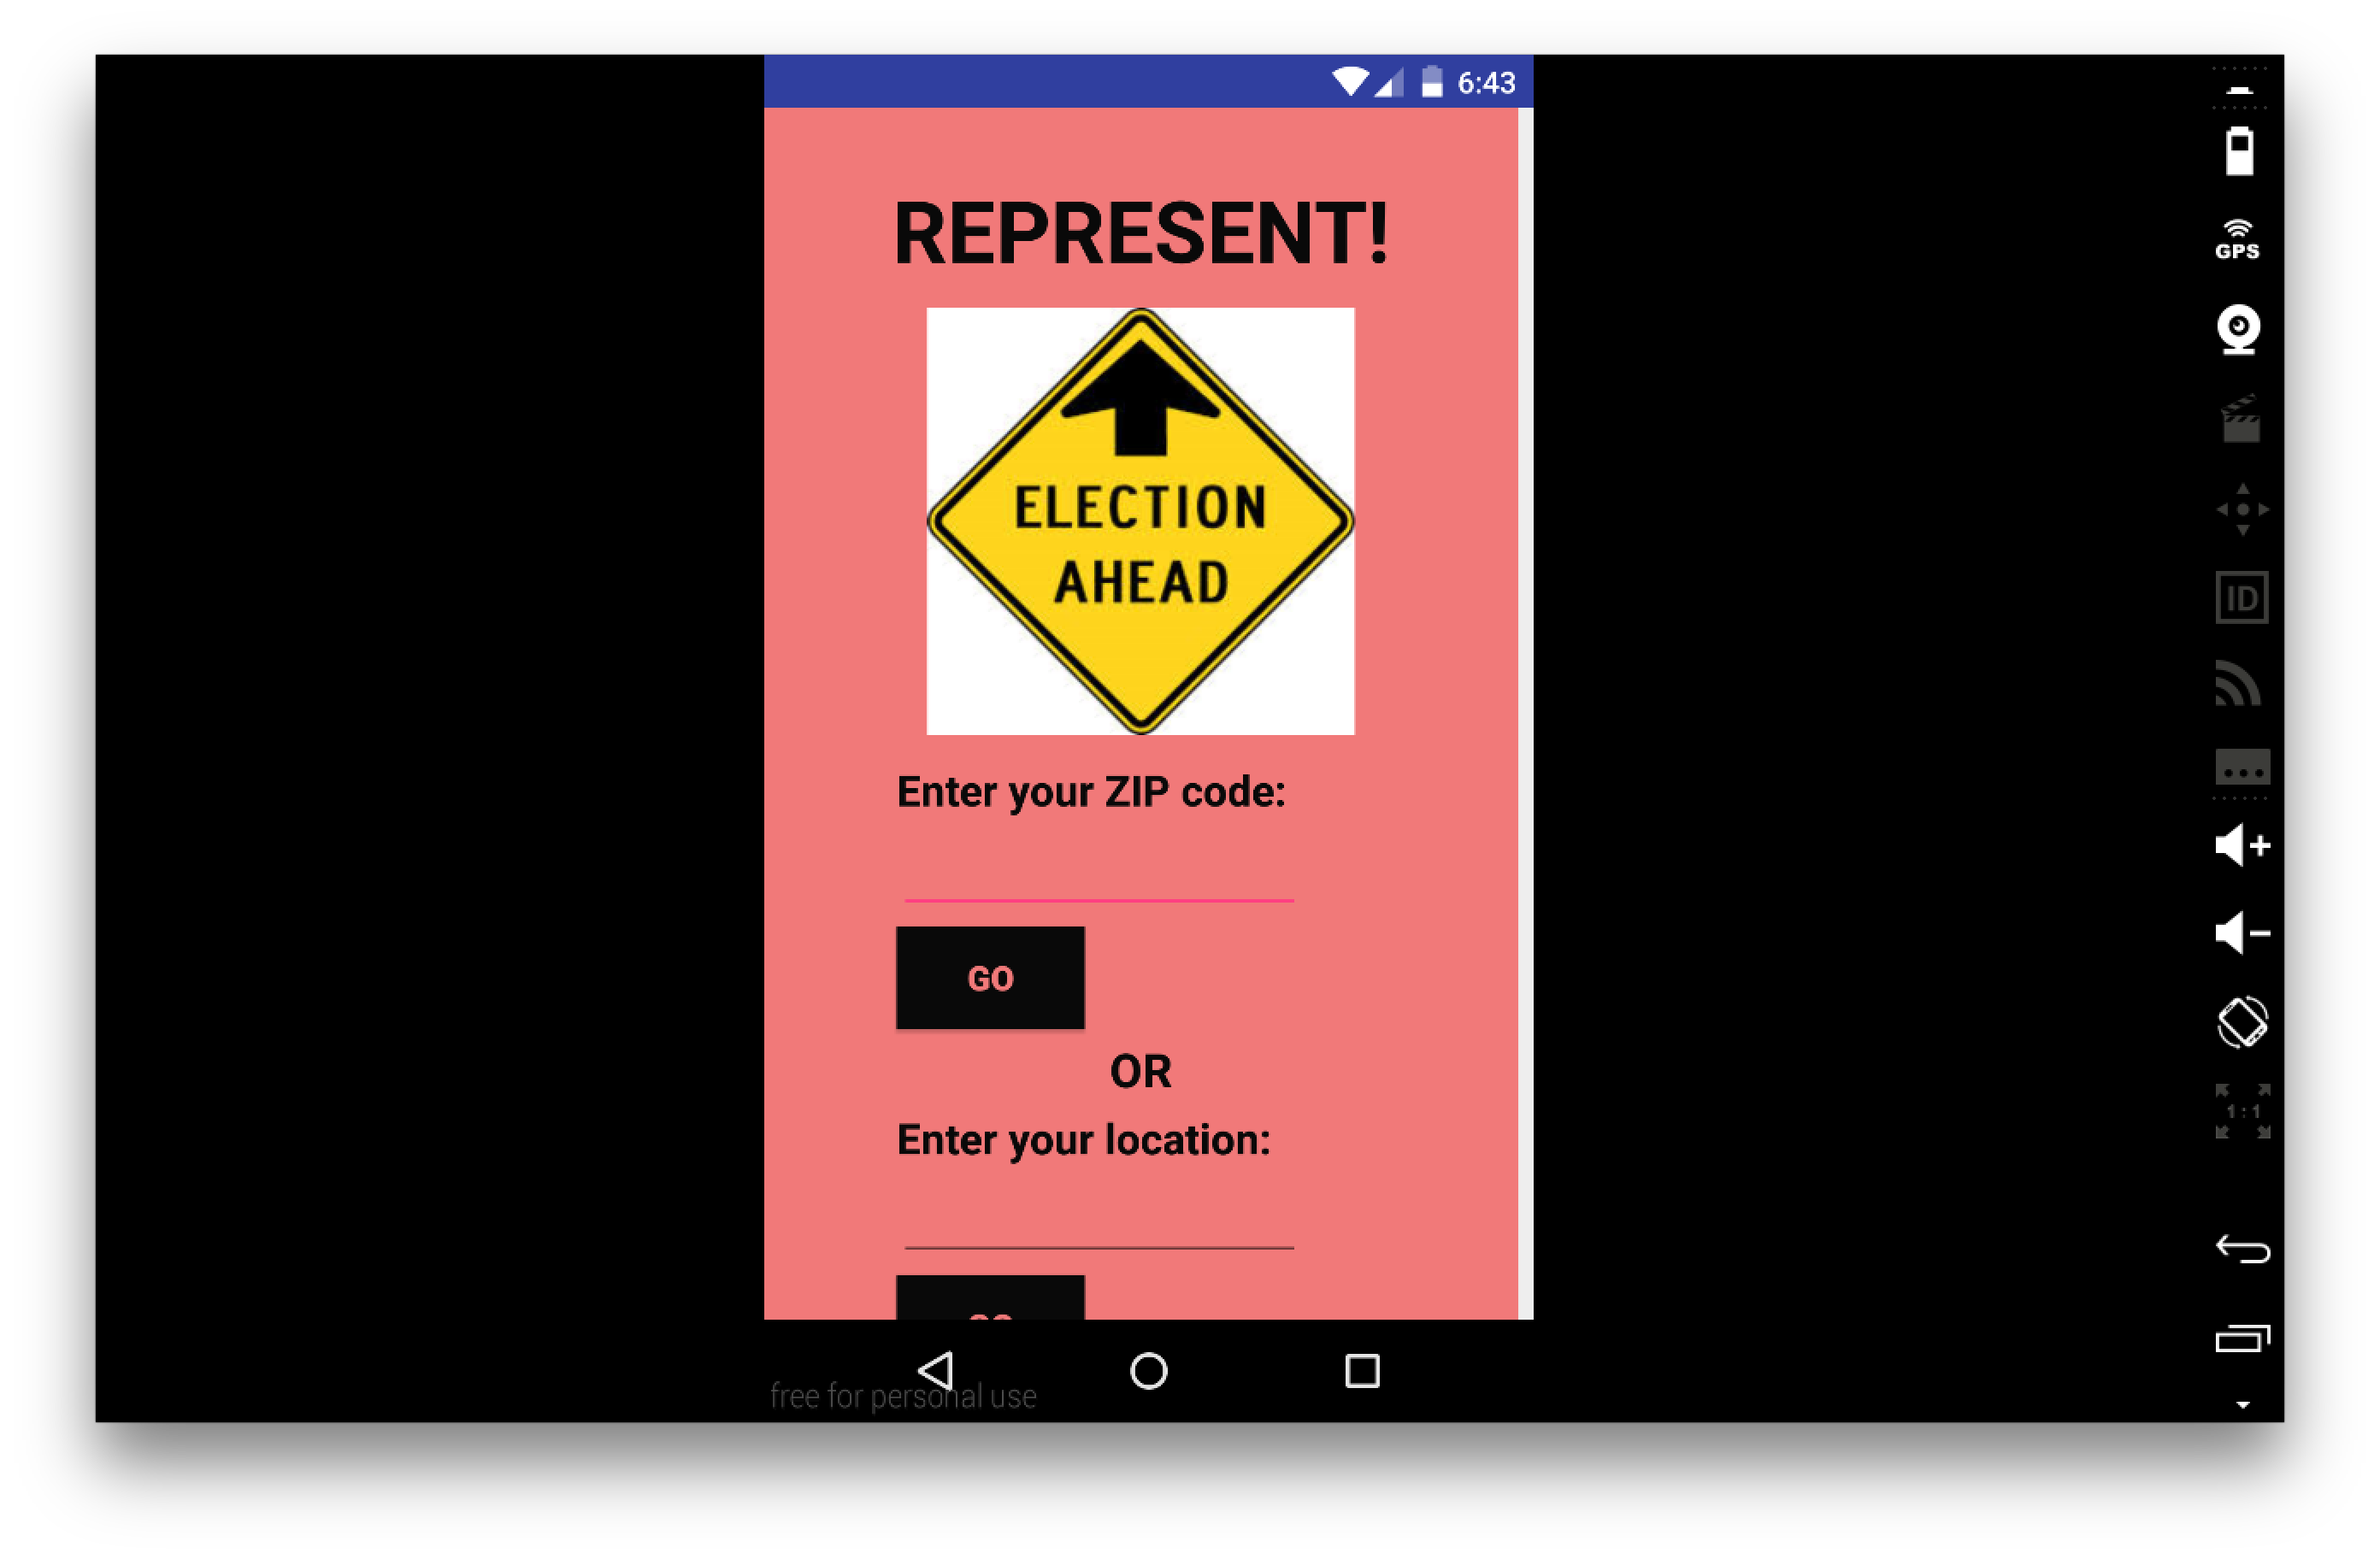 6:43
REPRESENT!
ELECTION
AHEAD
Enter your ZIP code:
GO
OR
Enter your location:
free for personal use
GPS
ID
1:1